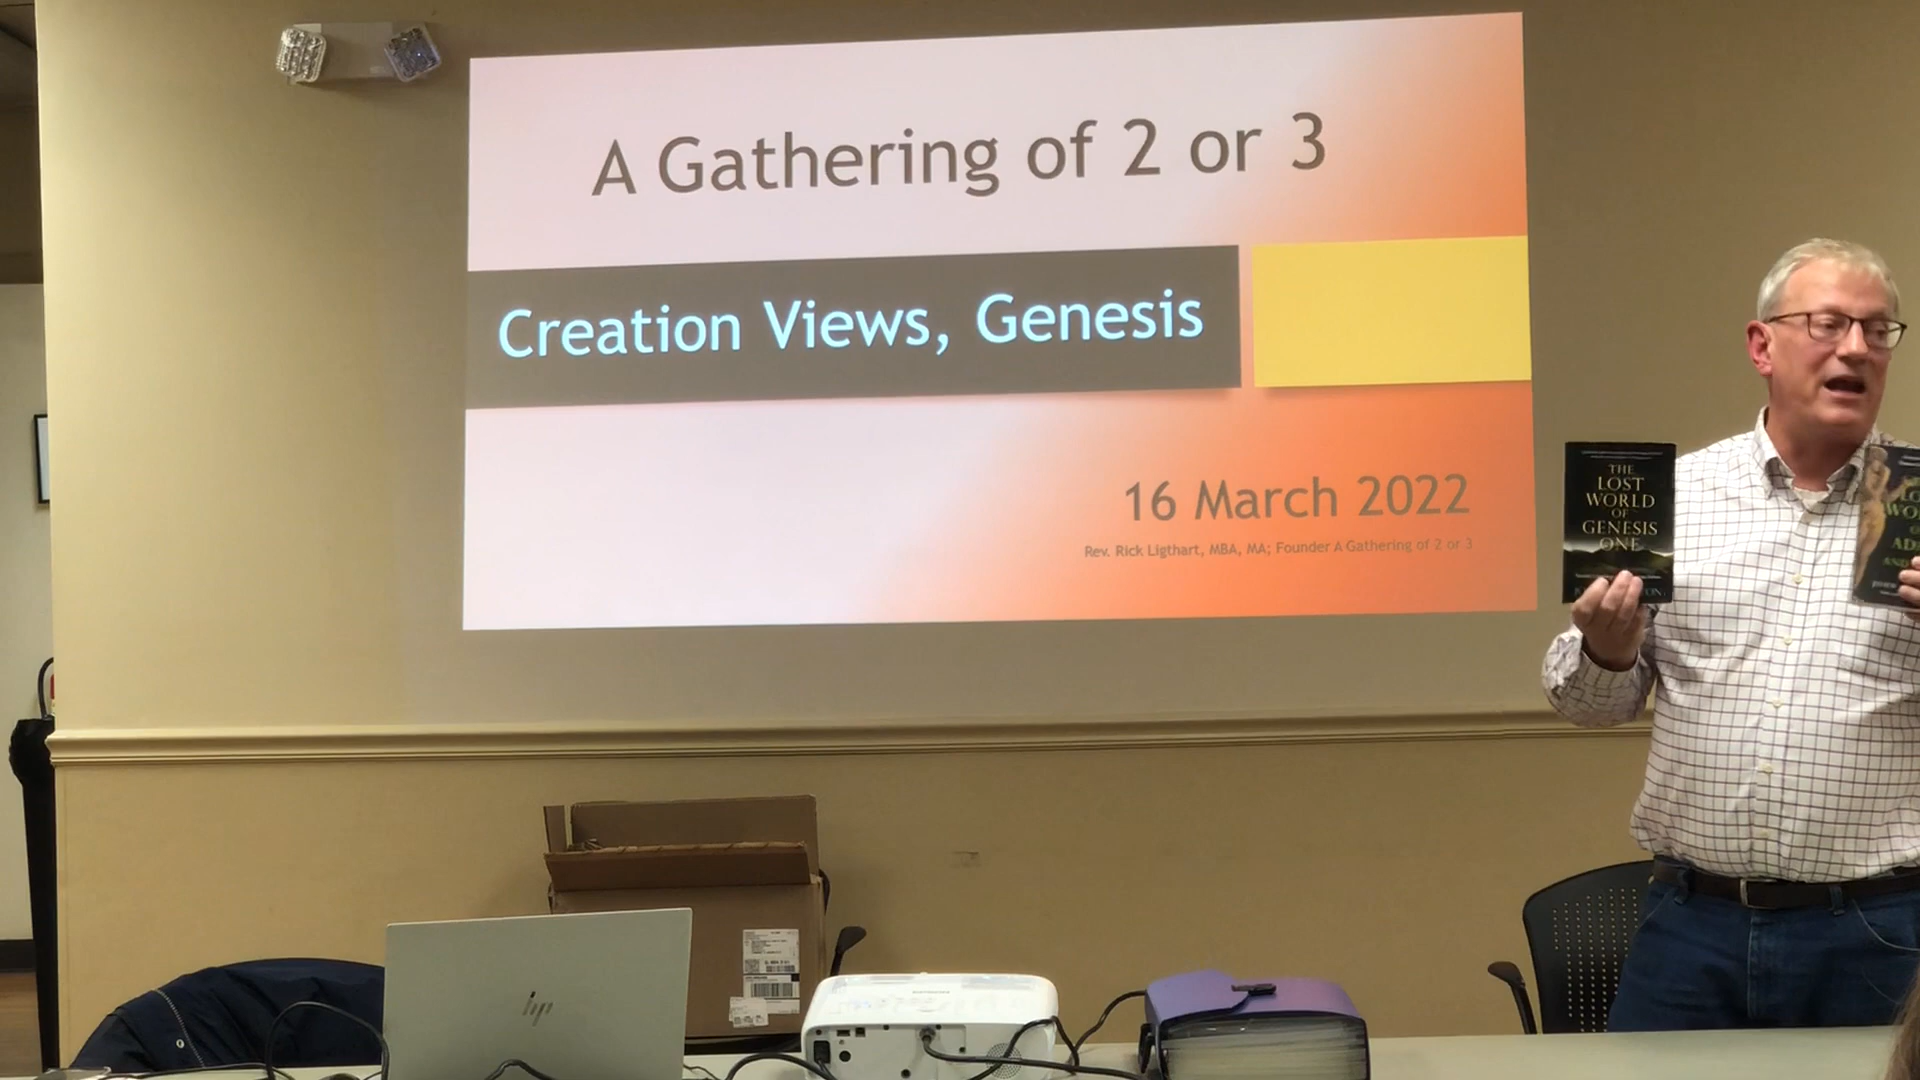 A Gathering of 2 or 3
Creation Views, Genesis
16 March 2022
Rev. Rick Ligthart, MBA, MA; Founder A Gathering of 2 or 3
THE
LOST
WORLD
OF
GENESIS
ONE
hp